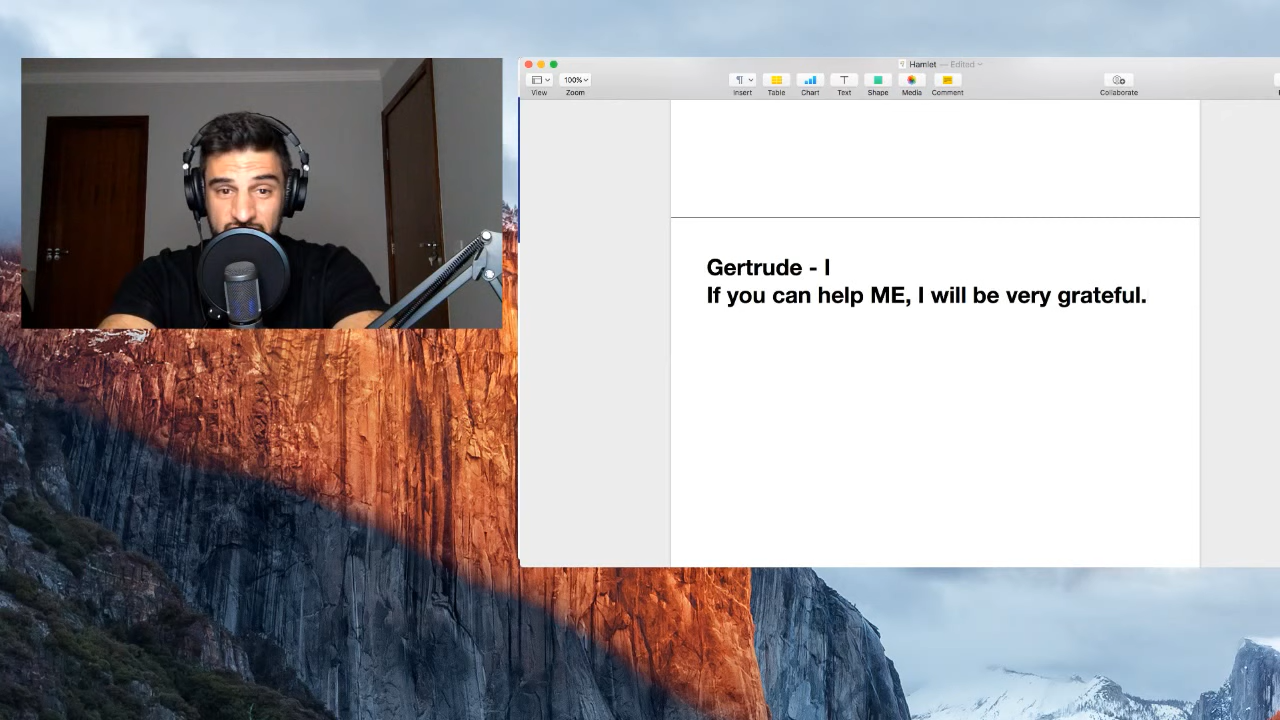 Hamlet — Edited
View
100%
Zoom
Insert
Table
Chart
Text
Shape
Media
Comment
Collaborate
Gertrude - I
If you can help ME, I will be very grateful.